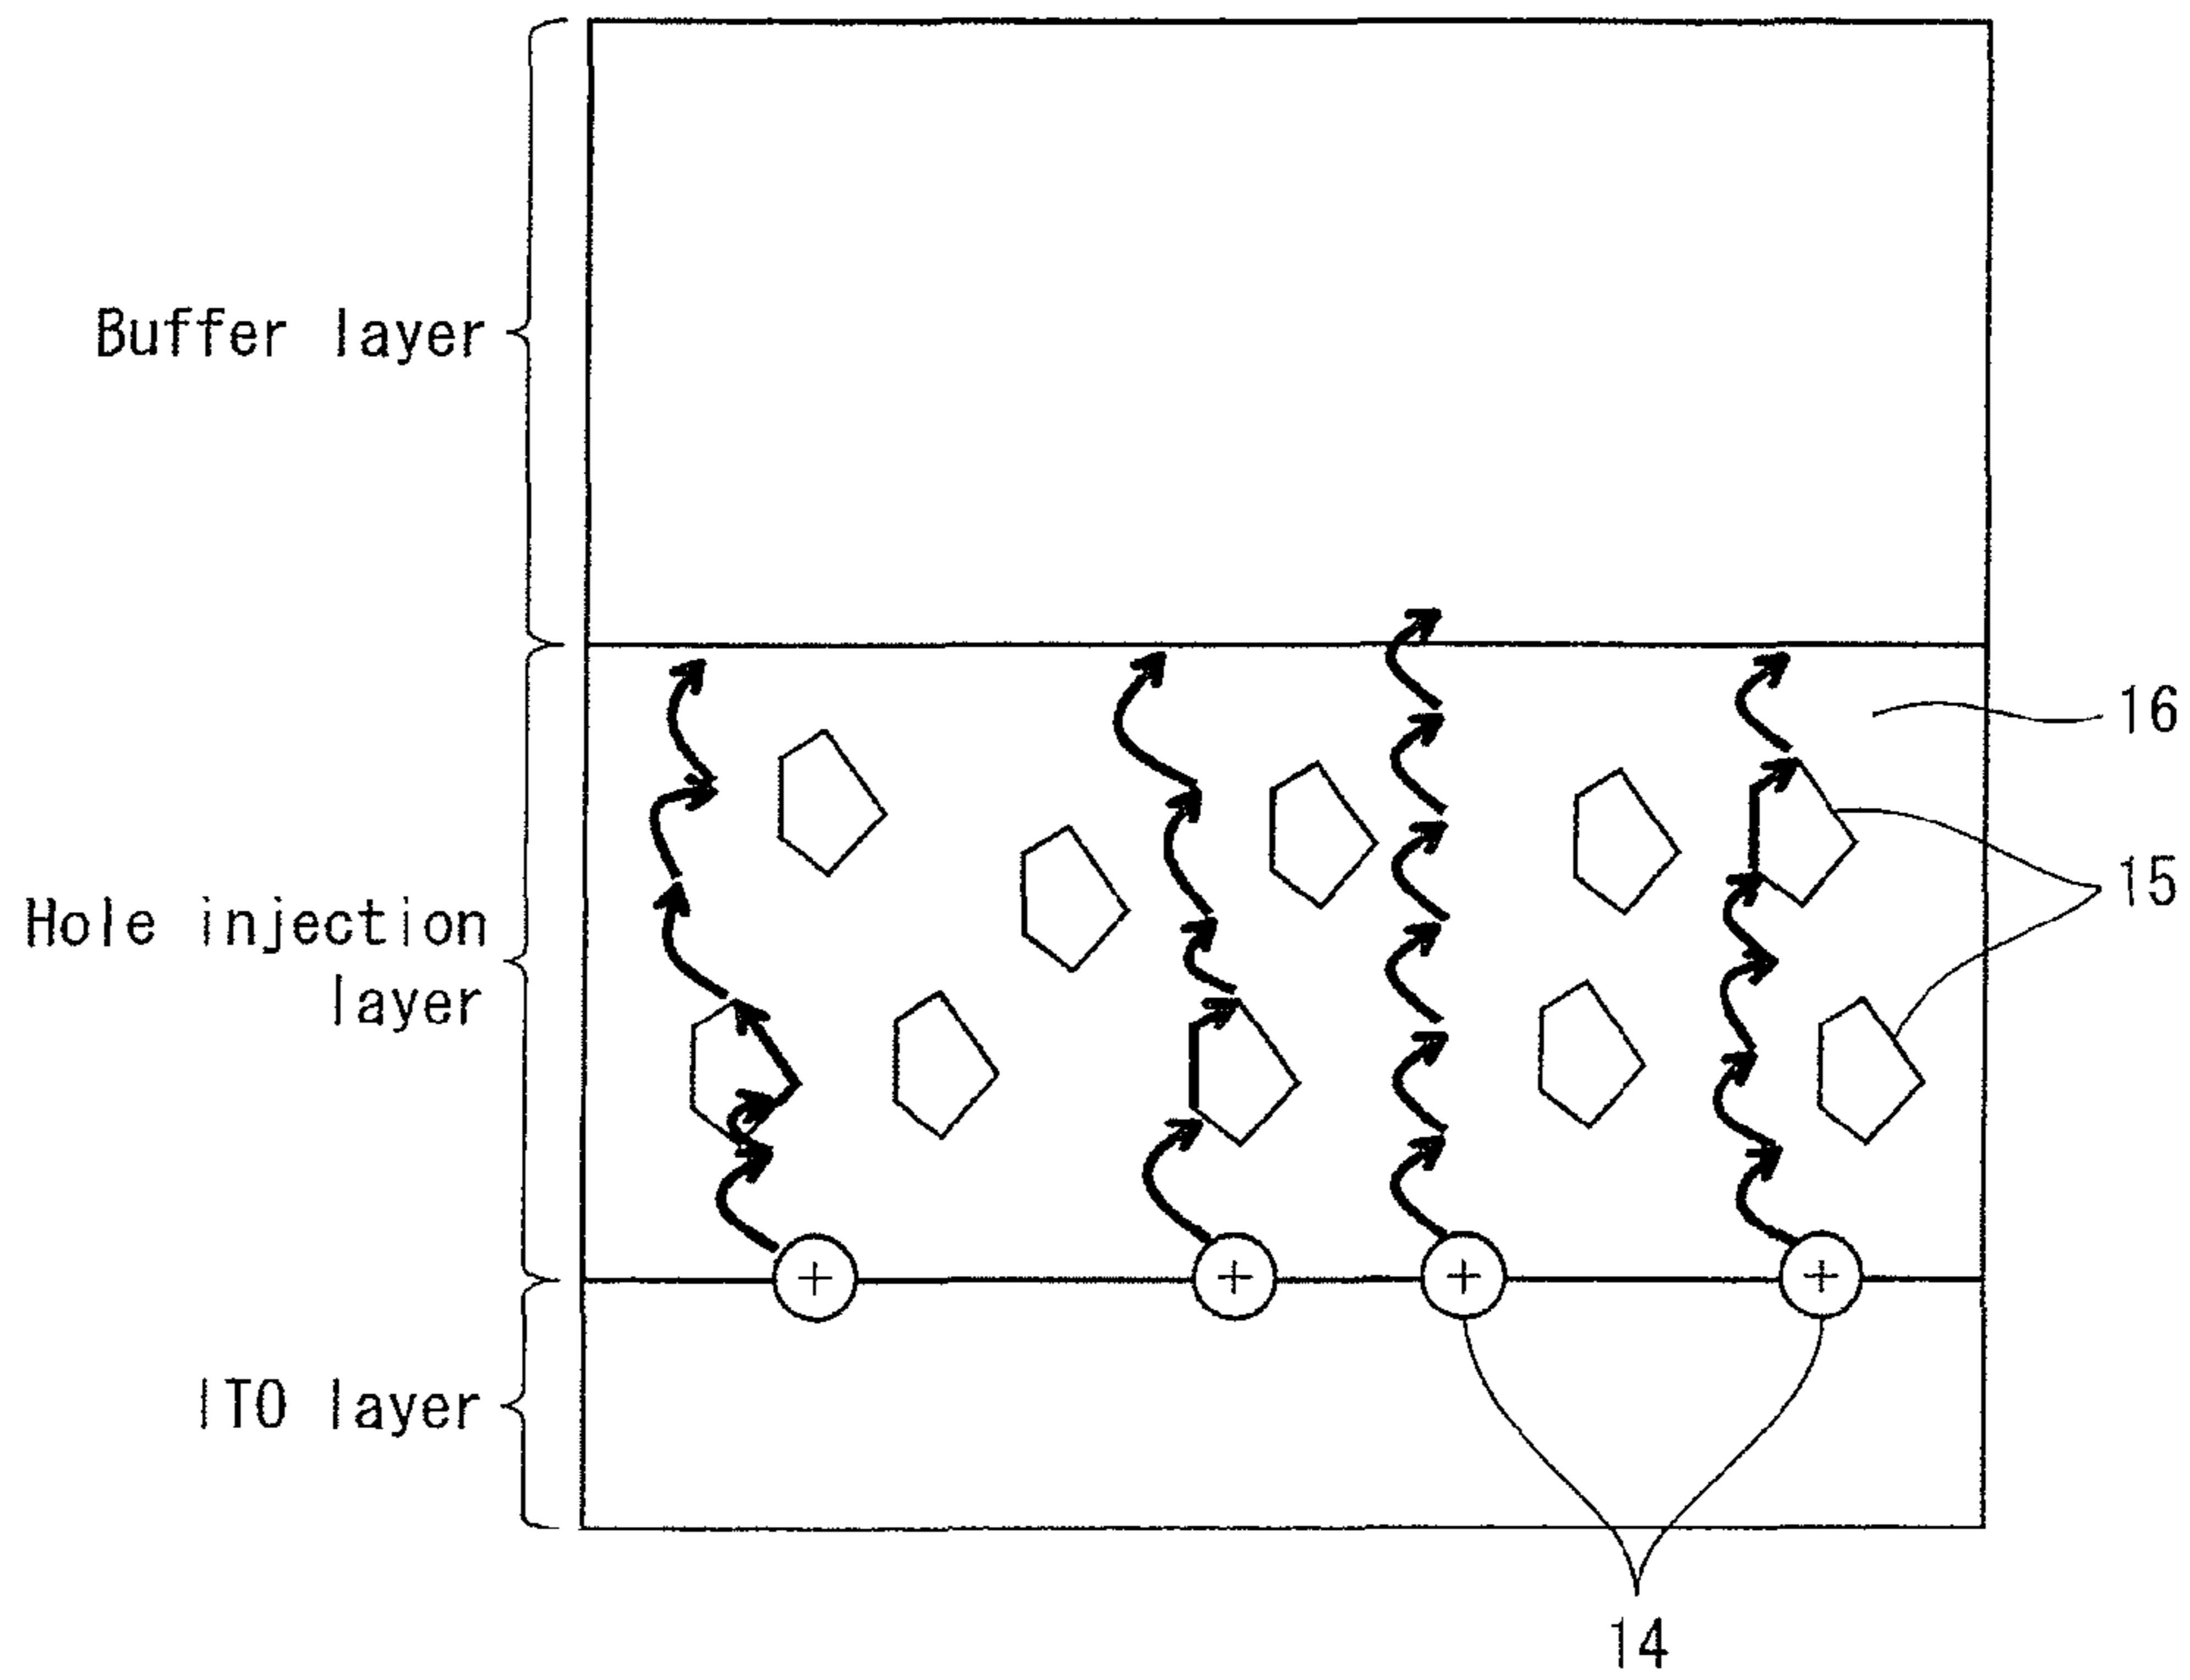 Buffer layer
16
15
Hole injection
layer
ITO layer
+ + + +
14